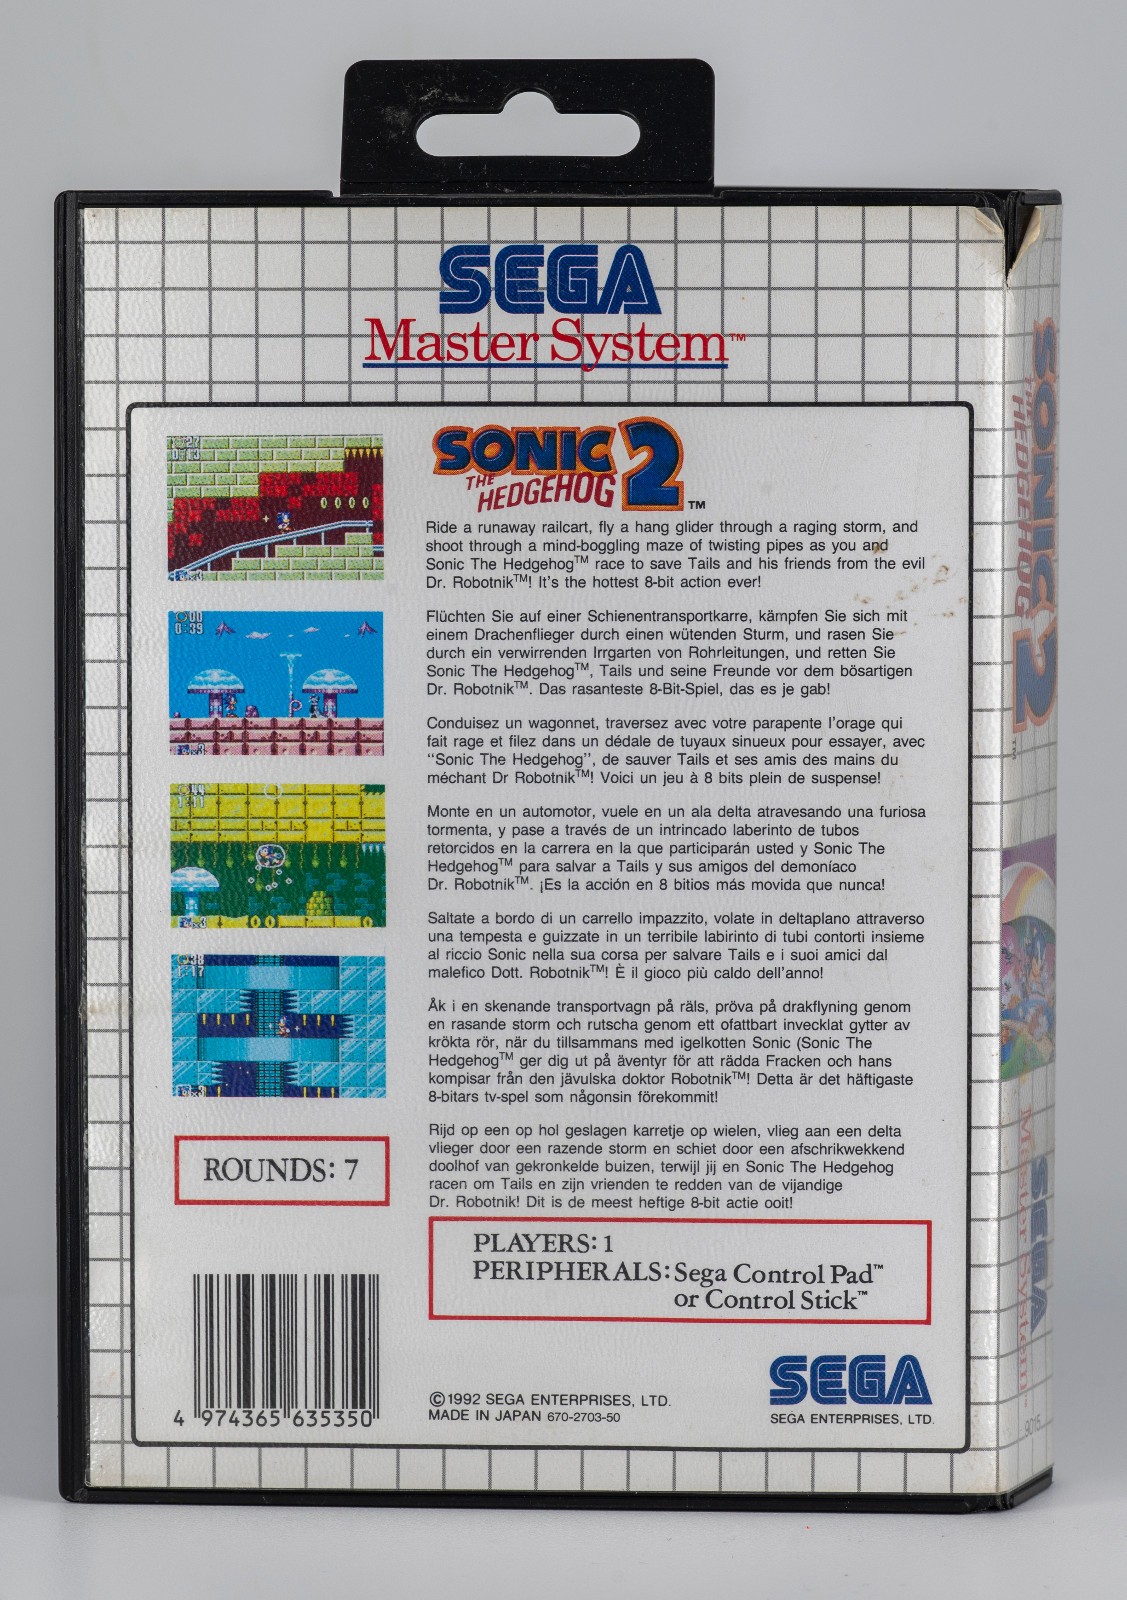 SEGA
Master System™
SONIC
THE
HEDGEHOG
2™
Ride a runaway railcart, fly a hang glider through a raging storm, and
shoot through a mind-boggling maze of twisting pipes as you and
Sonic The Hedgehog™ race to save Tails and his friends from the evil
Dr. Robotnik™! It's the hottest 8-bit action ever!
Flüchten Sie auf einer Schienentransportkarre, kämpfen Sie sich mit
einem Drachenflieger durch einen wütenden Sturm, und rasen Sie
durch ein verwirrenden Irrgarten von Rohrleitungen, und retten Sie
Sonic The Hedgehog™, Tails und seine Freunde vor dem bösartigen
Dr. Robotnik™. Das rasanteste 8-Bit-Spiel, das es je gab!
Conduisez un wagonnet, traversez avec votre parapente l'orage qui
fait rage et filez dans un dédale de tuyaux sinueux pour essayer, avec
"Sonic The Hedgehog", de sauver Tails et ses amis des mains du
méchant Dr Robotnik™! Voici un jeu à 8 bits plein de suspense!
Monte en un automotor, vuele en un ala delta atravesando una furiosa
tormenta, y pase a través de un intrincado laberinto de tubos
retorcidos en la carrera en la que participarán usted y Sonic The
Hedgehog™ para salvar a Tails y sus amigos del demoníaco
Dr. Robotnik™. ¡Es la acción en 8 bitios más movida que nunca!
Saltate a bordo di un carrello impazzito, volate in deltaplano attraverso
una tempesta e guizzate in un terribile labirinto di tubi contorti insieme
al riccio Sonic nella sua corsa per salvare Tails e i suoi amici dal
malefico Dott. Robotnik™! È il gioco più caldo dell'anno!
Åk i en skenande transportvagn på räls, pröva på drakflyning genom
en rasande storm och rutscha genom ett ofattbart invecklat gytter av
krökta rör, när du tillsammans med igelkotten Sonic (Sonic The
Hedgehog™ ger dig ut på äventyr för att rädda Fracken och hans
kompisar från den jävulska doktor Robotnik™! Detta är det häftigaste
8-bitars tv-spel som någonsin förekommit!
Rijd op een op hol geslagen karretje op wielen, vlieg aan een delta
vlieger door een razende storm en schiet door een afschrikwekkend
doolhof van gekronkelde buizen, terwijl jij en Sonic The Hedgehog
racen om Tails en zijn vrienden te redden van de vijandige
Dr. Robotnik! Dit is de meest heftige 8-bit actie ooit!
ROUNDS: 7
PLAYERS: 1
PERIPHERALS: Sega Control Pad™
or Control Stick™
4 974365 635350
©1992 SEGA ENTERPRISES, LTD.
MADE IN JAPAN 670-2703-50
SEGA
SEGA ENTERPRISES, LTD.
SONIC
THE
HEDGEHOG
2™
SEGA
Master System™
9015